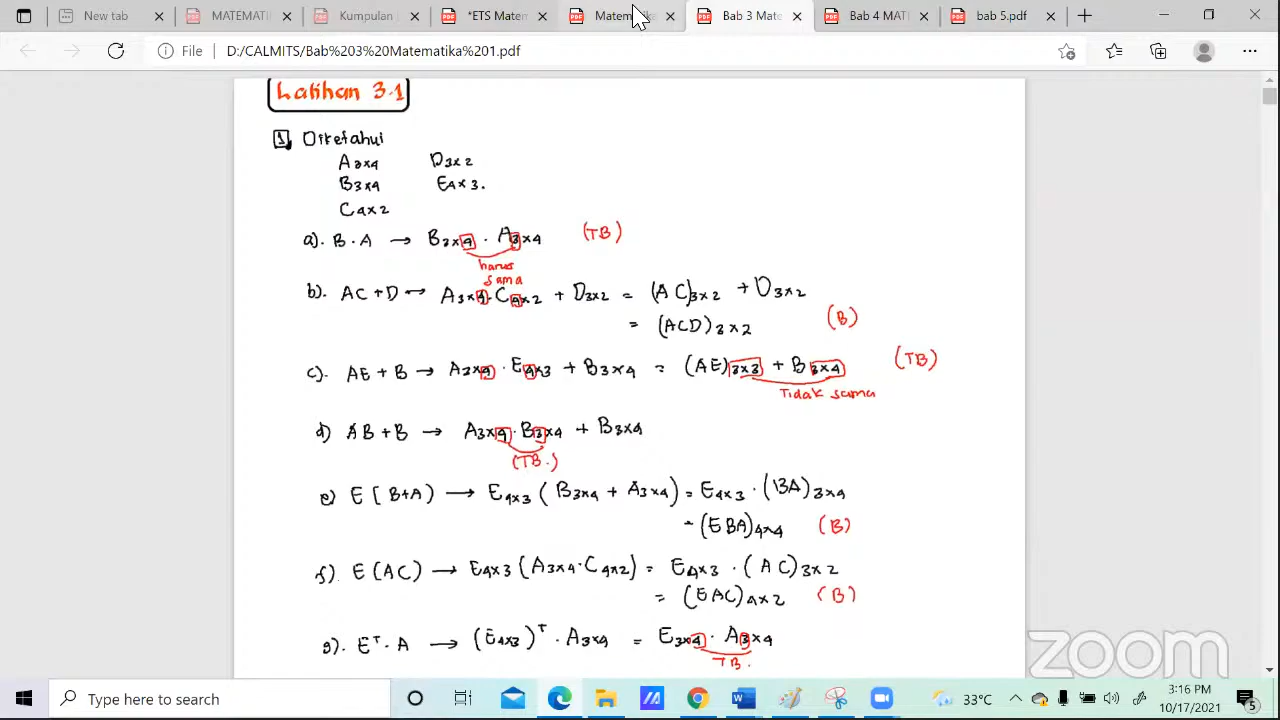 New tab
MATEMATI
Kumpulan
*ETS Matem
Matem
Bab 3 Mate
Bab 4 MAT
bab5.pdf
File D:/CALMITS/Bab%203%20Matematika%201.pdf
Latihan 3.1
1. Diketahui
A3x4 D3x2
B3x4 E4x3.
C4x2
a). B·A → B3x4 · A3x4 (TB)
harus
sama
b). AC+D → A3x4·C4x2 + D3x2 = (AC)3x2 + D3x2
= (ACD)3x2 (B)
c). AE + B → A3x4 · E4x3 + B3x4 = (AE)3x3 + B3x4 (TB)
Tidak sama
d) AB+B → A3x4·B3x4 + B3x4
(TB.)
e) E [B+A) → E4x3 (B3x4 + A3x4) = E4x3 · (BA)3x4
= (EBA)4x4 (B)
f). E(AC) → E4x3 (A3x4·C4x2) = E4x3 · (AC)3x2
= (EAC)4x2 (B)
g). Eᵀ·A → (E4x3)ᵀ · A3x4 = E3x4 · A3x4
TB.
zoom
Type here to search
33°C
3:16 PM
10/17/2021
5